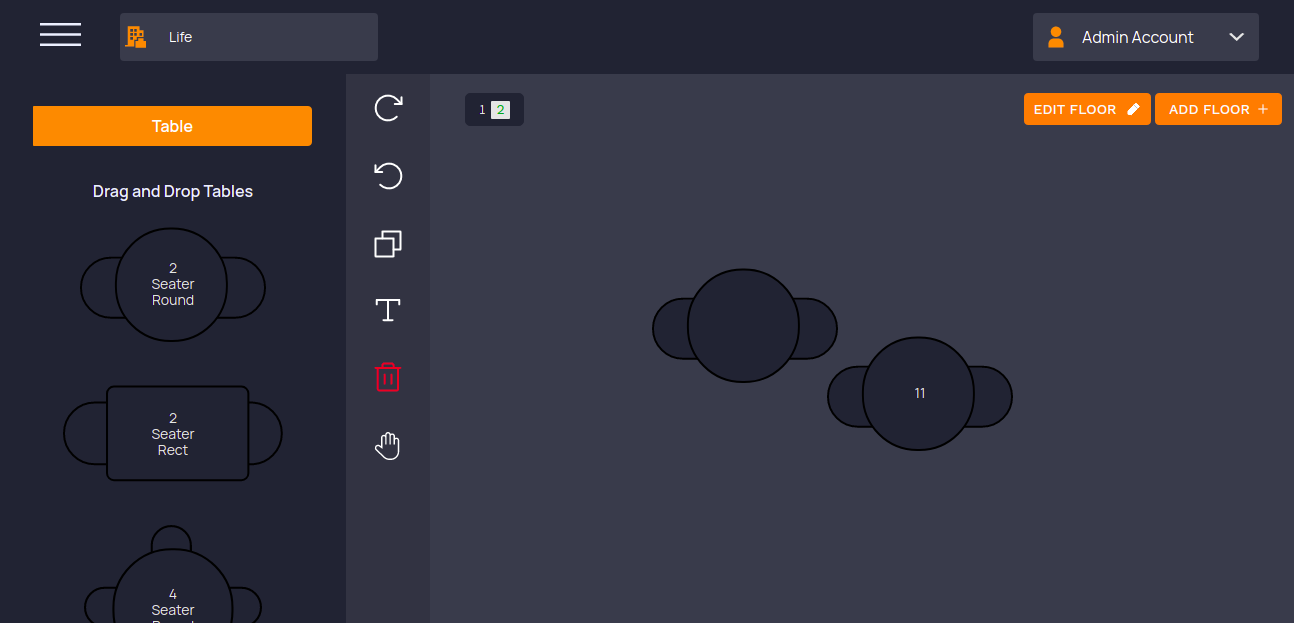 Life
Admin Account
Table
1 2
EDIT FLOOR
ADD FLOOR +
Drag and Drop Tables
2
Seater
Round
11
2
Seater
Rect
4
Seater